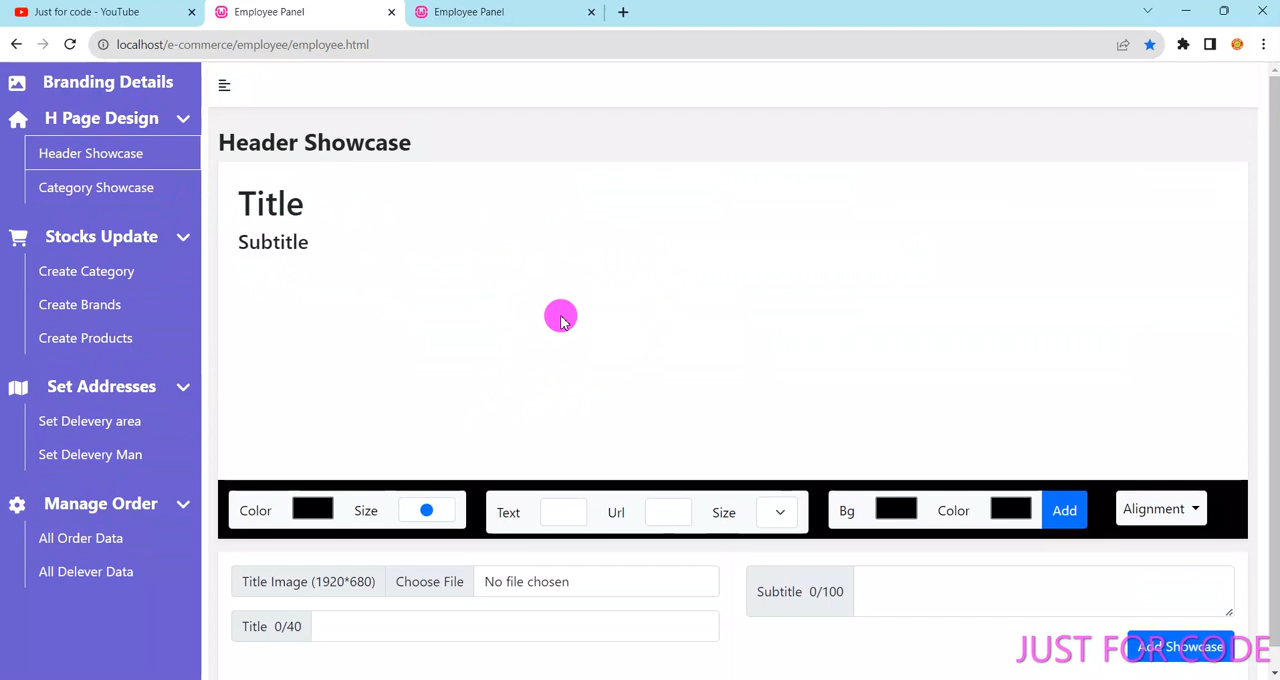 Just for code - YouTube
Employee Panel
Employee Panel
localhost/e-commerce/employee/employee.html
Branding Details
H Page Design
Header Showcase
Category Showcase
Stocks Update
Create Category
Create Brands
Create Products
Set Addresses
Set Delevery area
Set Delevery Man
Manage Order
All Order Data
All Delever Data
Header Showcase
Title
Subtitle
Color Size
Text Url Size
Bg Color Add
Alignment
Title Image (1920*680) Choose File No file chosen
Title 0/40
Subtitle 0/100
Add Showcase
JUST FOR CODE